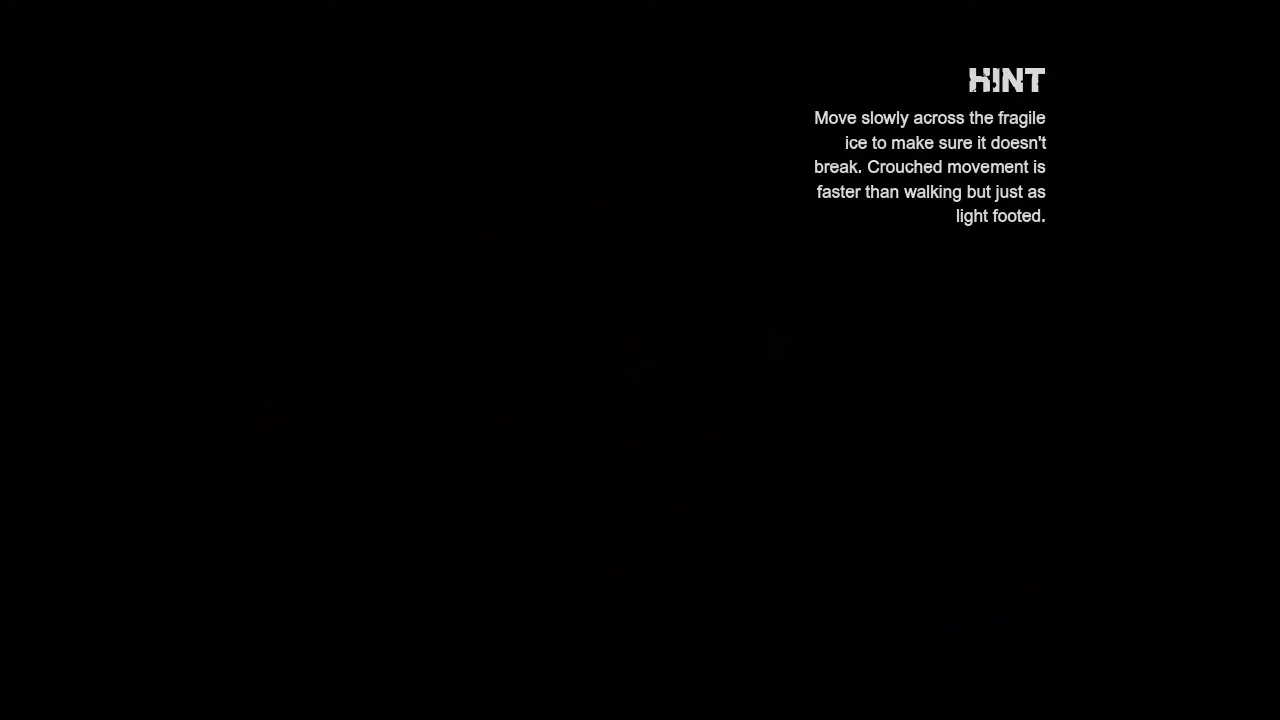 HINT
Move slowly across the fragile
ice to make sure it doesn't
break. Crouched movement is
faster than walking but just as
light footed.